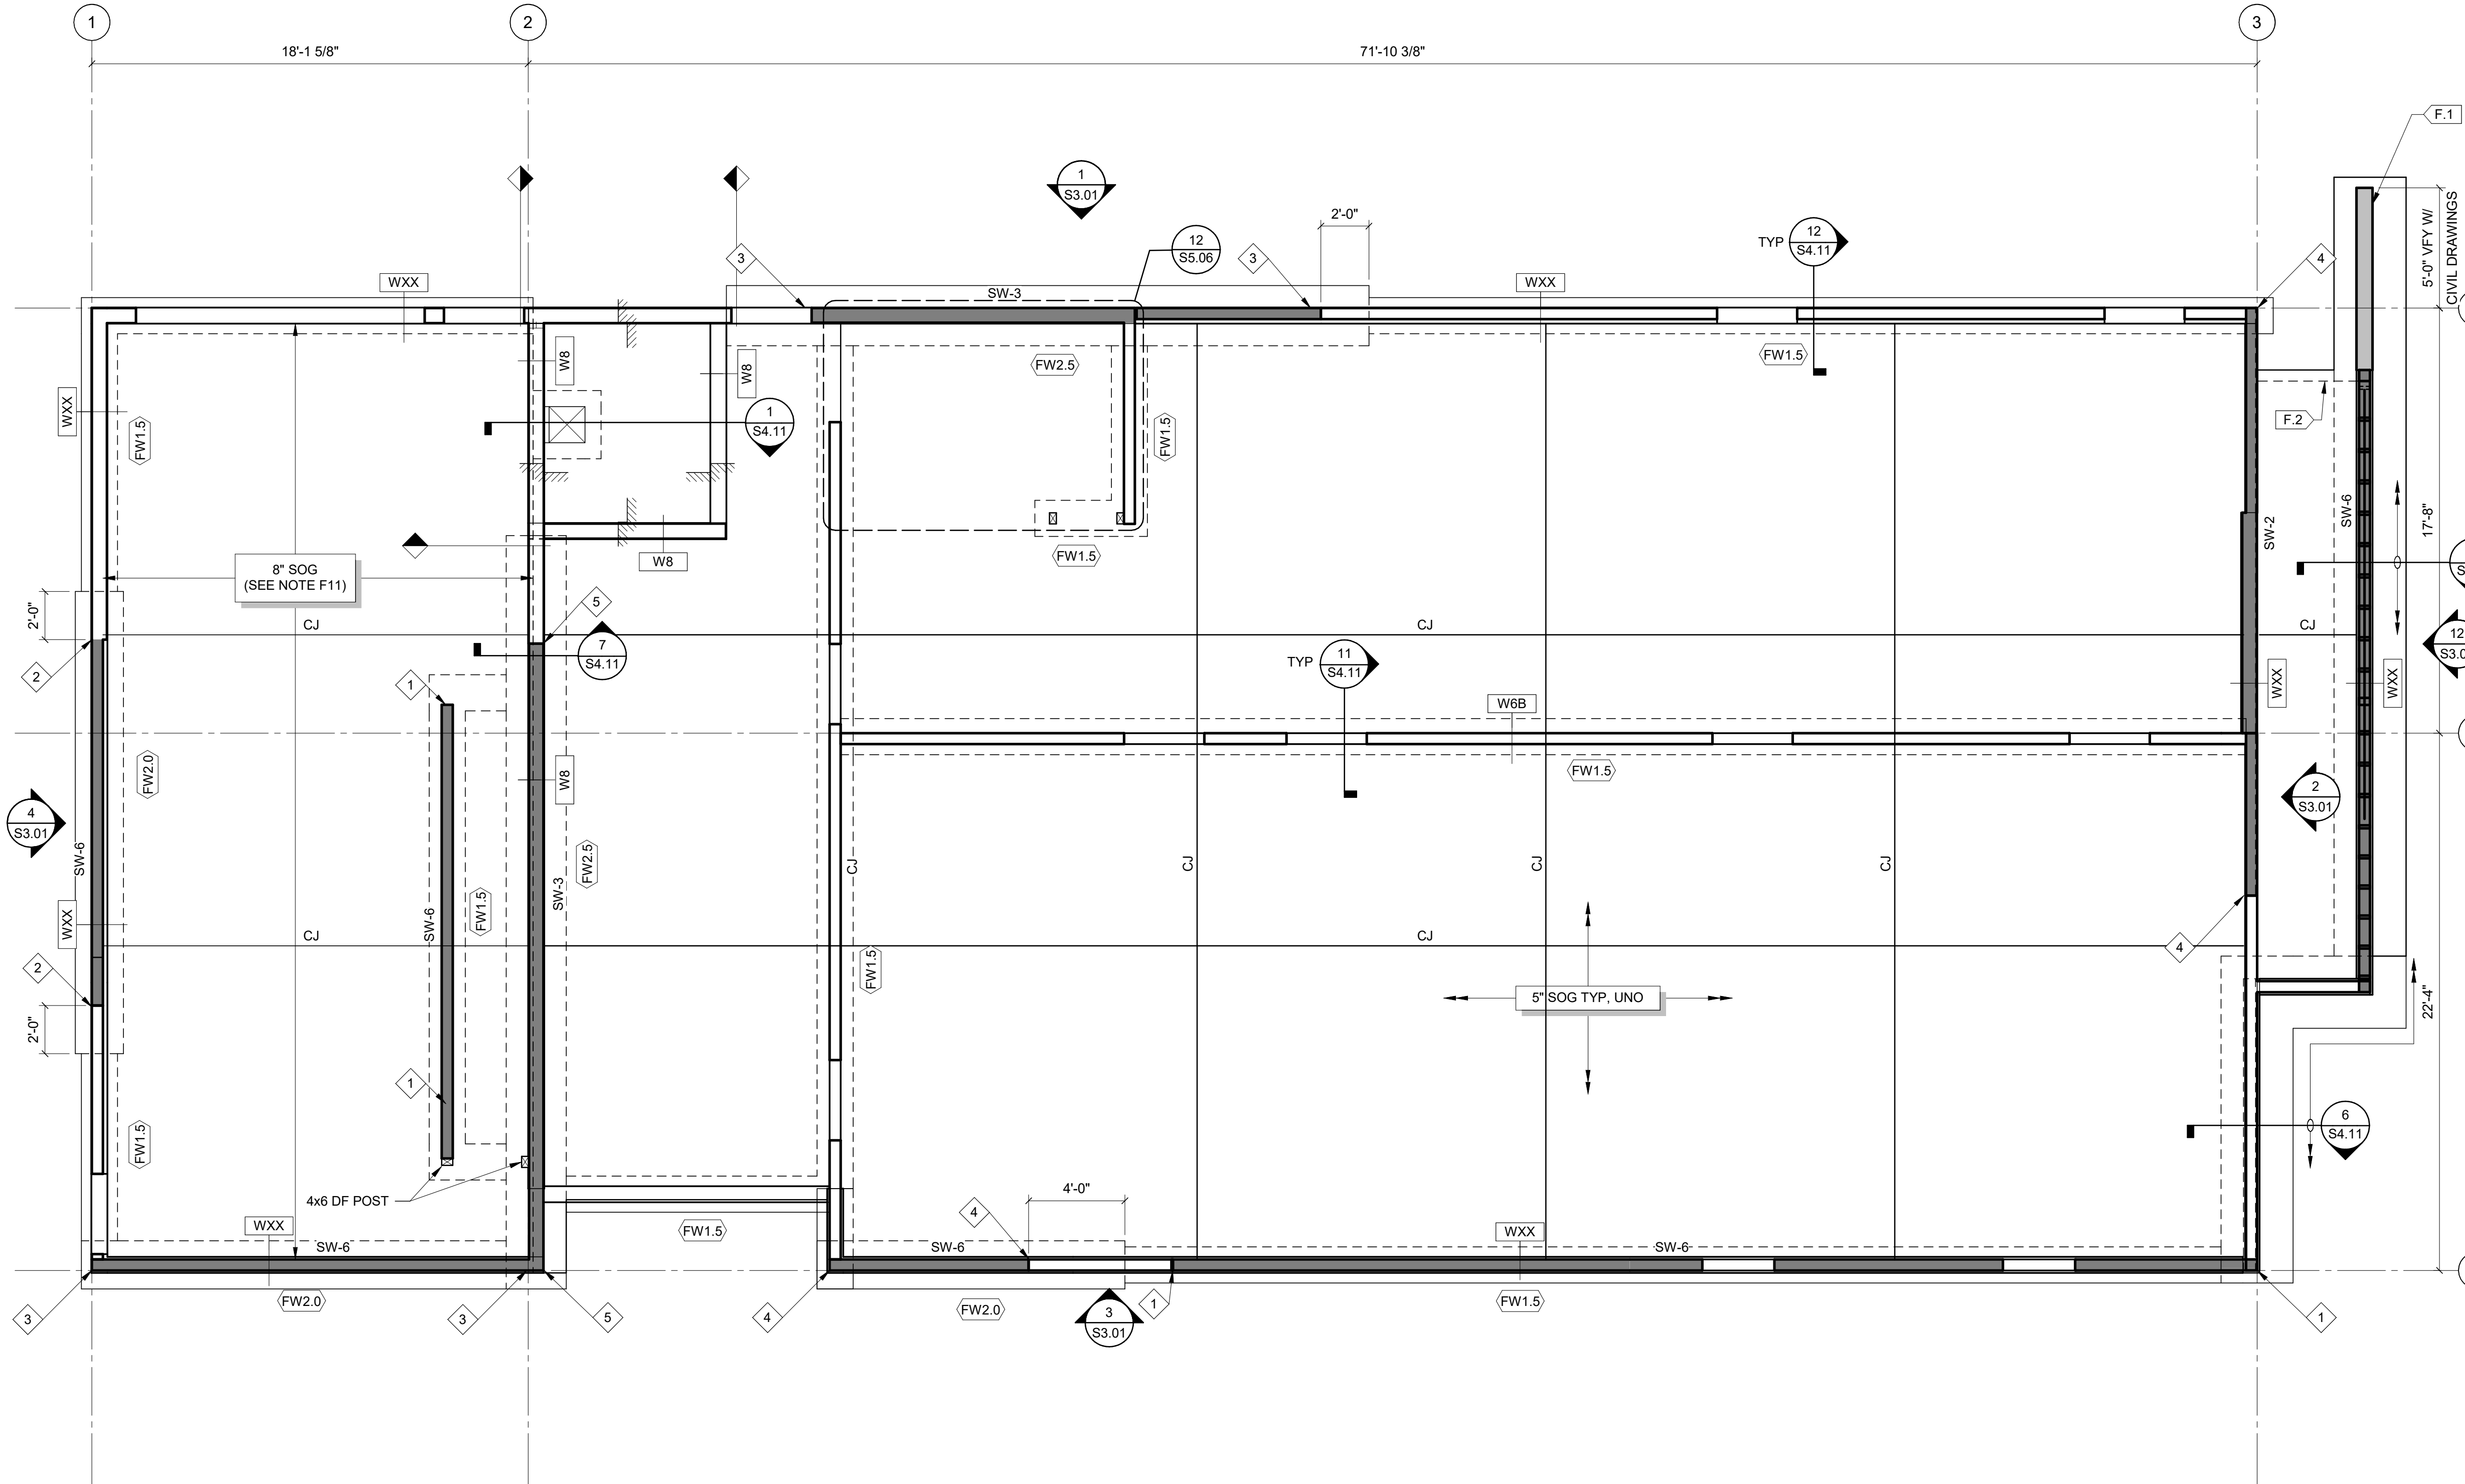 1
2
3
18'-1 5/8"
71'-10 3/8"
F.1
1
S3.01
2'-0"
12
S5.06
12
S4.11
TYP
3
3
4
5'-0" VFY W/
CIVIL DRAWINGS
WXX
SW-3
WXX
W8
W8
FW2.5
FW1.5
WXX
FW1.5
1
S4.11
FW1.5
F.2
SW-6
SW-2
17'-8"
FW1.5
W8
8" SOG
(SEE NOTE F11)
5
2'-0"
CJ
CJ
CJ
7
S4.11
11
S4.11
TYP
12
S3.0
2
1
WXX
WXX
W6B
FW2.0
W8
FW1.5
2
S3.01
4
S3.01
SW-6
FW2.5
SW-3
CJ
CJ
CJ
CJ
FW1.5
SW-6
WXX
CJ
CJ
4
2
FW1.5
5" SOG TYP, UNO
22'-4"
2'-0"
1
FW1.5
6
S4.11
4x6 DF POST
4'-0"
4
WXX
FW1.5
WXX
SW-6
SW-6
SW-6
FW2.0
FW2.0
FW1.5
3
3
5
4
3
S3.01
1
1